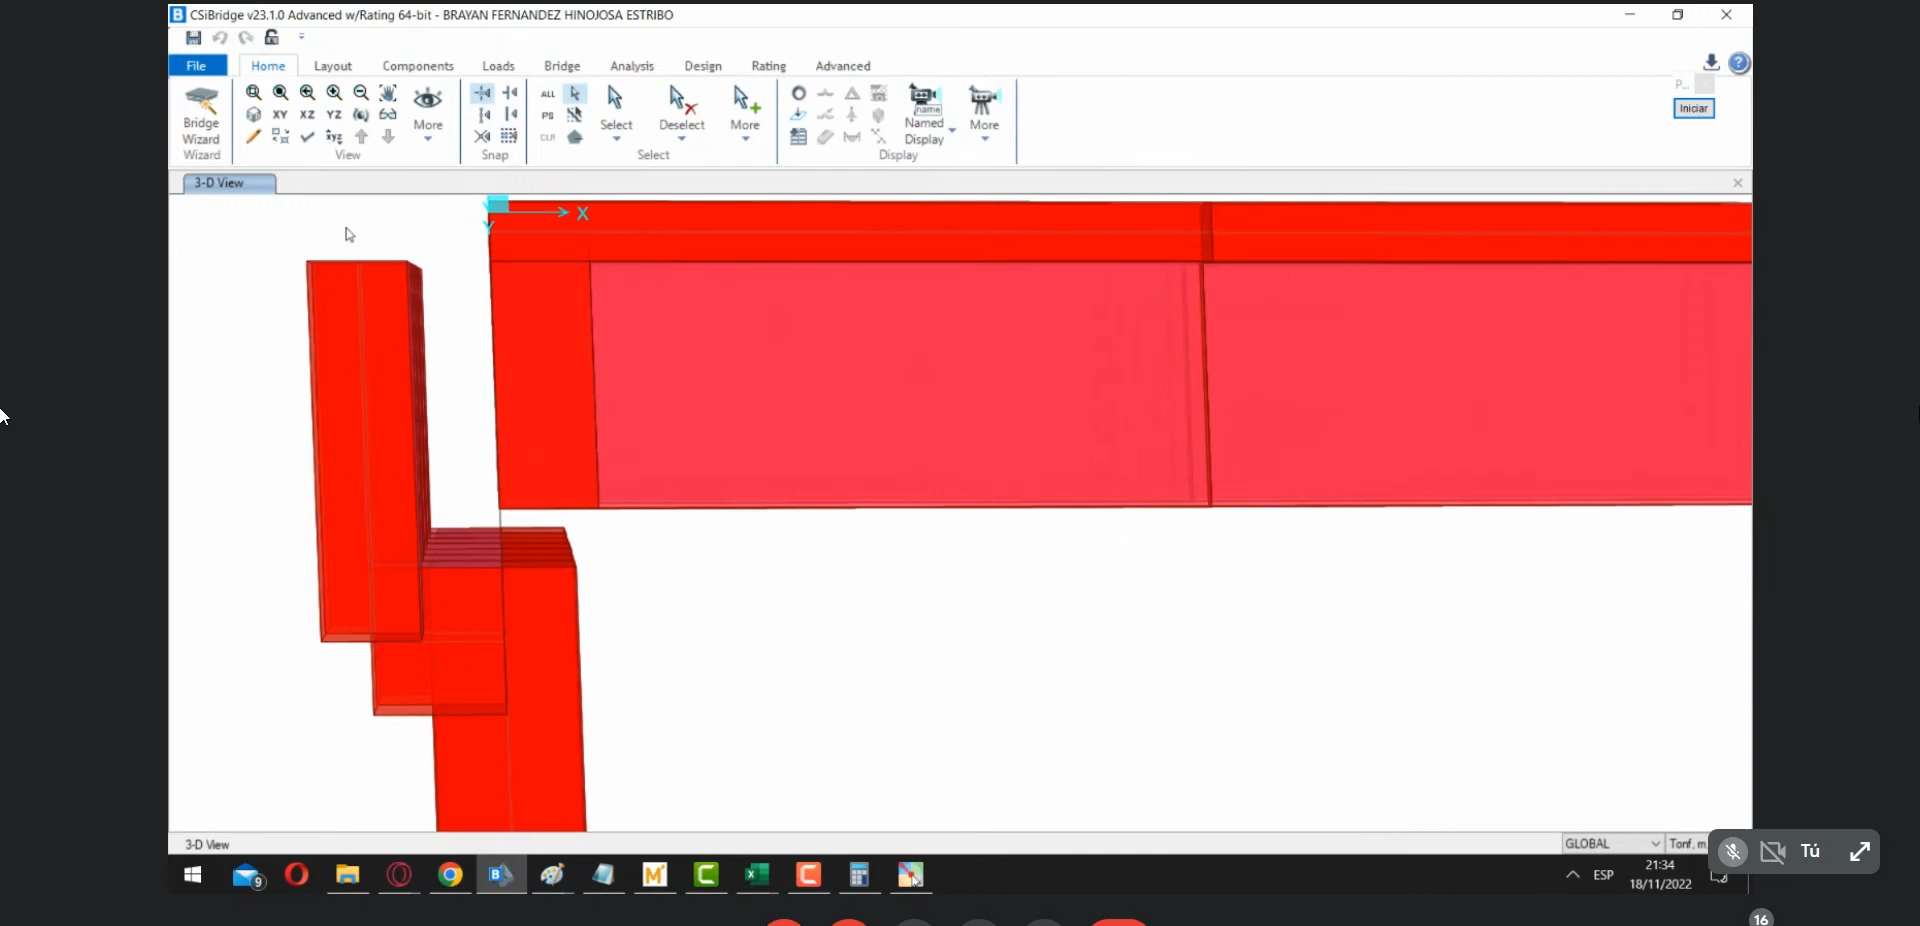 B CSiBridge v23.1.0 Advanced w/Rating 64-bit - BRAYAN FERNANDEZ HINOJOSA ESTRIBO
File Home Layout Components Loads Bridge Analysis Design Rating Advanced
P...
Iniciar
Bridge
Wizard
Wizard
XY XZ YZ
xyz
More
View
Snap
ALL
PS
CLR
Select
Deselect
More
Select
name
Named
Display
More
Display
3-D View
X
Y
3-D View
GLOBAL
Tonf, m,
9
ESP
21:34
18/11/2022
Tú
16